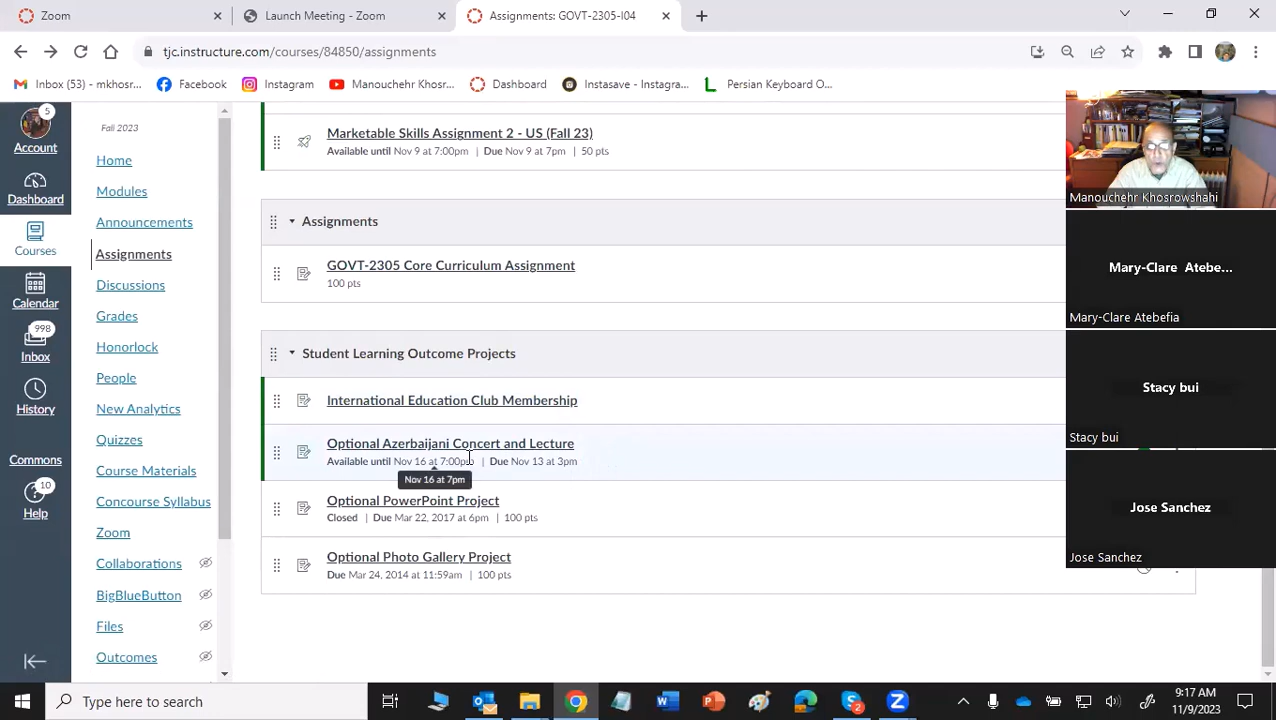 Zoom
Launch Meeting - Zoom
Assignments: GOVT-2305-I04
tjc.instructure.com/courses/84850/assignments
Inbox (53) - mkhosr...
Facebook
Instagram
Manouchehr Khosr...
Dashboard
Instasave - Instagra...
Persian Keyboard O...
5
Account
Dashboard
Courses
Calendar
998
Inbox
History
Commons
10
Help
Fall 2023
Home
Modules
Announcements
Assignments
Discussions
Grades
Honorlock
People
New Analytics
Quizzes
Course Materials
Concourse Syllabus
Zoom
Collaborations
BigBlueButton
Files
Outcomes
Marketable Skills Assignment 2 - US (Fall 23)
Available until Nov 9 at 7:00pm | Due Nov 9 at 7pm | 50 pts
Assignments
GOVT-2305 Core Curriculum Assignment
100 pts
Student Learning Outcome Projects
International Education Club Membership
Optional Azerbaijani Concert and Lecture
Available until Nov 16 at 7:00pm | Due Nov 13 at 3pm
Nov 16 at 7pm
Optional PowerPoint Project
Closed | Due Mar 22, 2017 at 6pm | 100 pts
Optional Photo Gallery Project
Due Mar 24, 2014 at 11:59am | 100 pts
Manouchehr Khosrowshahi
Mary-Clare Atebe...
Mary-Clare Atebefia
Stacy bui
Stacy bui
Jose Sanchez
Jose Sanchez
Type here to search
2
9:17 AM
11/9/2023